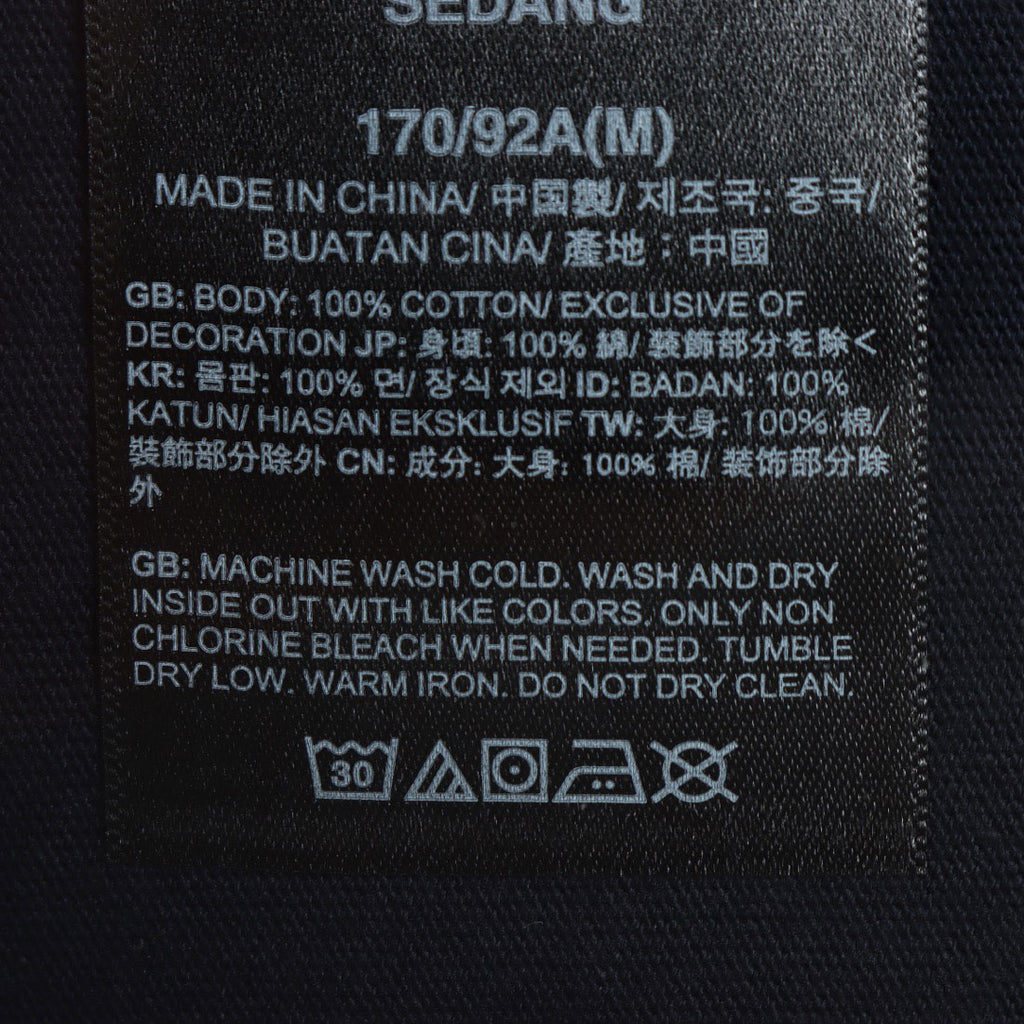 SEDANG
170/92A(M)
MADE IN CHINA/ 中国製/ 제조국: 중국/
BUATAN CINA/ 產地：中國
GB: BODY: 100% COTTON/ EXCLUSIVE OF
DECORATION JP: 身頃: 100% 綿/ 装飾部分を除く
KR: 몸판: 100% 면/ 장식 제외 ID: BADAN: 100%
KATUN/ HIASAN EKSKLUSIF TW: 大身: 100% 棉/
裝飾部分除外 CN: 成分: 大身: 100% 棉/ 装饰部分除
外
GB: MACHINE WASH COLD. WASH AND DRY
INSIDE OUT WITH LIKE COLORS. ONLY NON
CHLORINE BLEACH WHEN NEEDED. TUMBLE
DRY LOW. WARM IRON. DO NOT DRY CLEAN.
30